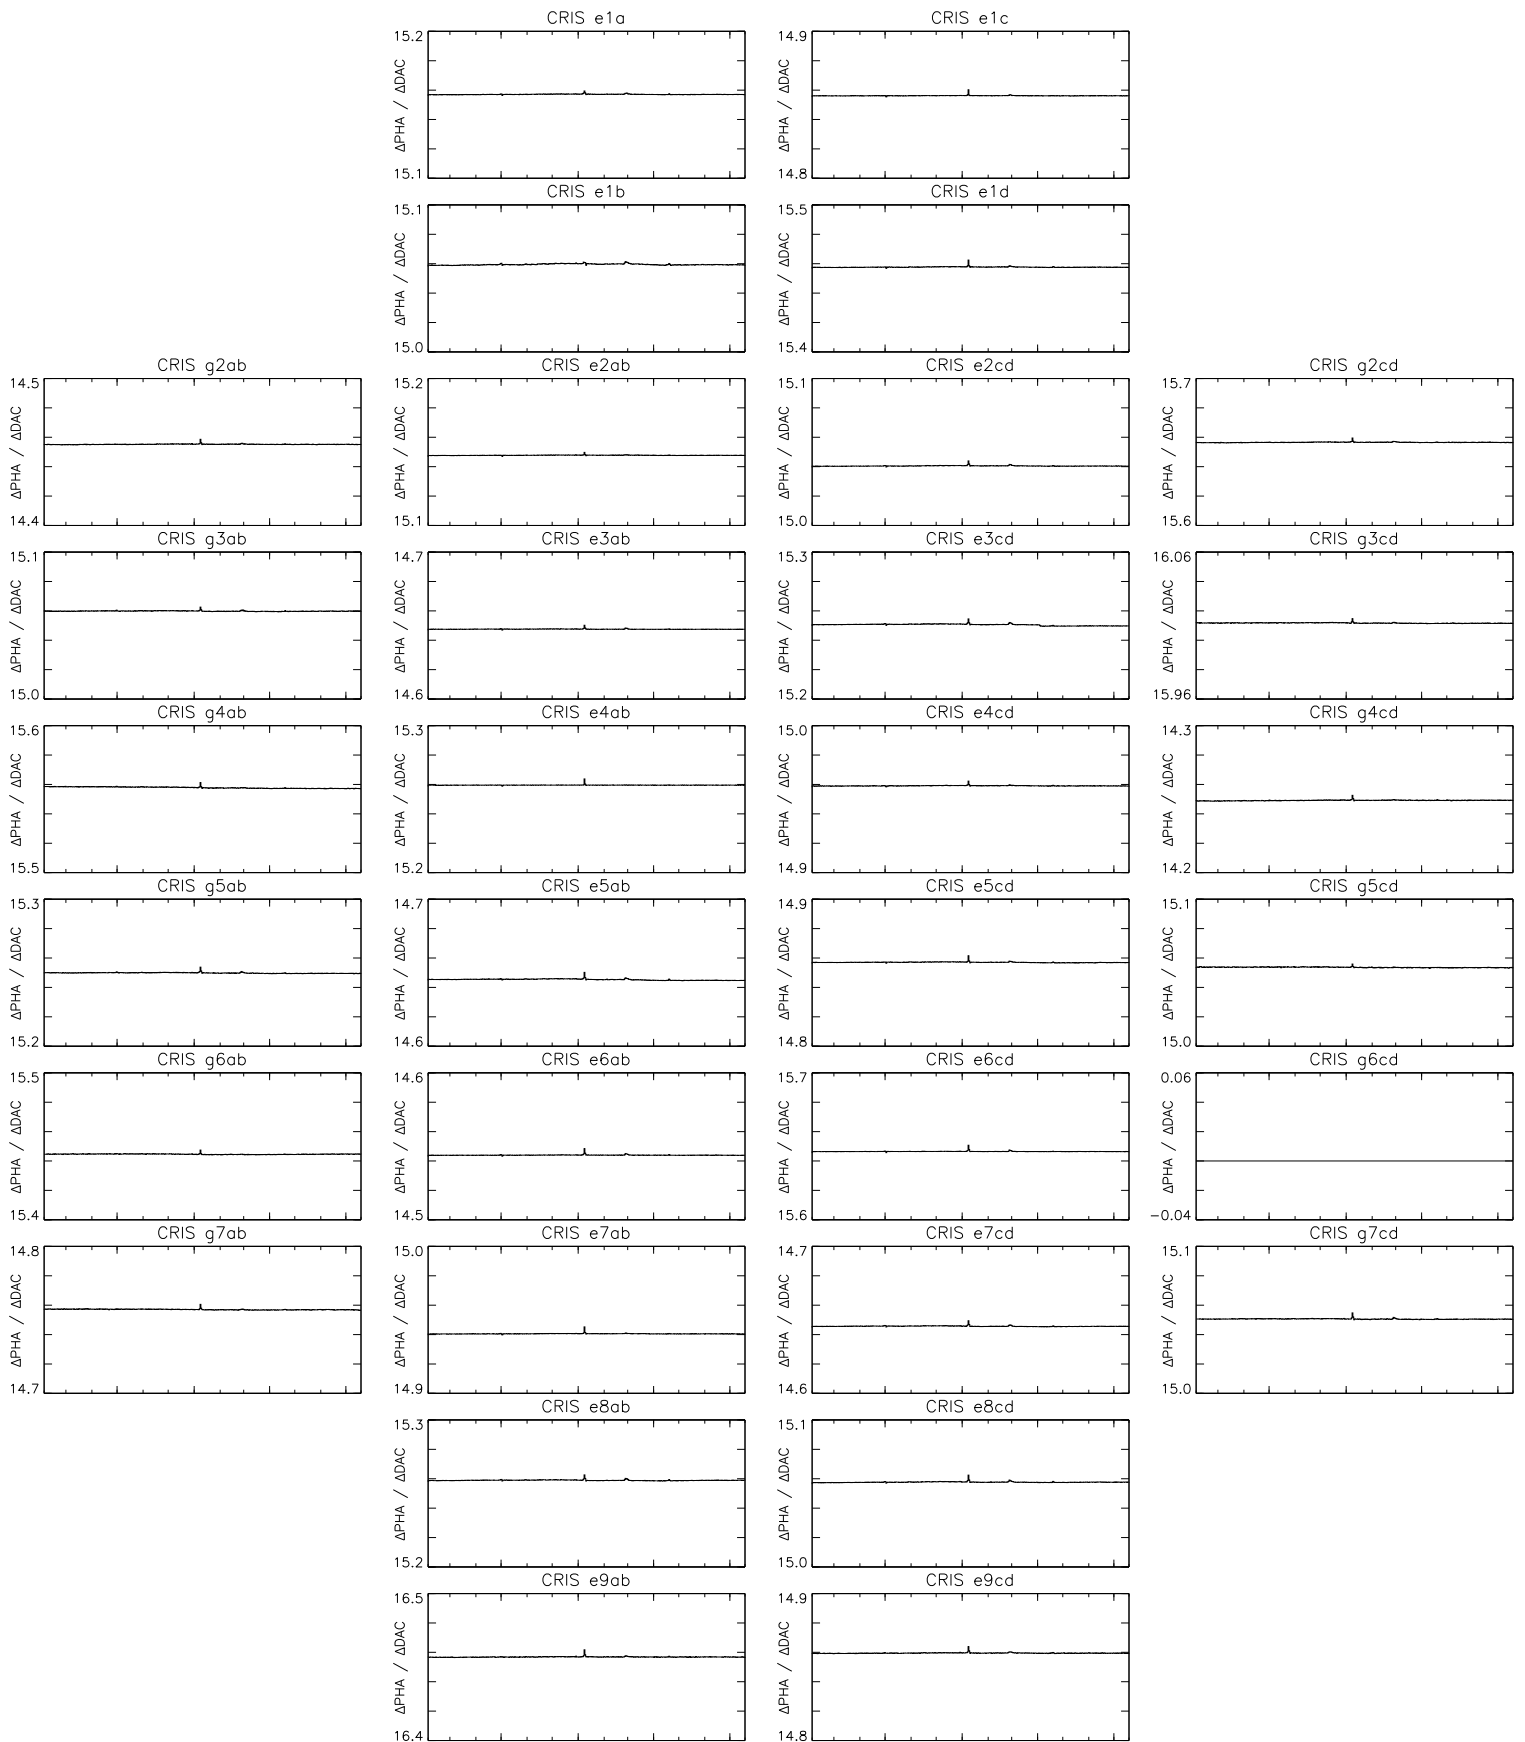 CRIS e1a
CRIS e1c
15.2
ΔPHA / ΔDAC
15.1
14.9
ΔPHA / ΔDAC
14.8
CRIS e1b
CRIS e1d
15.1
ΔPHA / ΔDAC
15.0
15.5
ΔPHA / ΔDAC
15.4
CRIS g2ab
CRIS e2ab
CRIS e2cd
CRIS g2cd
14.5
ΔPHA / ΔDAC
14.4
15.2
ΔPHA / ΔDAC
15.1
15.1
ΔPHA / ΔDAC
15.0
15.7
ΔPHA / ΔDAC
15.6
CRIS g3ab
CRIS e3ab
CRIS e3cd
CRIS g3cd
15.1
ΔPHA / ΔDAC
15.0
14.7
ΔPHA / ΔDAC
14.6
15.3
ΔPHA / ΔDAC
15.2
16.06
ΔPHA / ΔDAC
15.96
CRIS g4ab
CRIS e4ab
CRIS e4cd
CRIS g4cd
15.6
ΔPHA / ΔDAC
15.5
15.3
ΔPHA / ΔDAC
15.2
15.0
ΔPHA / ΔDAC
14.9
14.3
ΔPHA / ΔDAC
14.2
CRIS g5ab
CRIS e5ab
CRIS e5cd
CRIS g5cd
15.3
ΔPHA / ΔDAC
15.2
14.7
ΔPHA / ΔDAC
14.6
14.9
ΔPHA / ΔDAC
14.8
15.1
ΔPHA / ΔDAC
15.0
CRIS g6ab
CRIS e6ab
CRIS e6cd
CRIS g6cd
15.5
ΔPHA / ΔDAC
15.4
14.6
ΔPHA / ΔDAC
14.5
15.7
ΔPHA / ΔDAC
15.6
0.06
ΔPHA / ΔDAC
−0.04
CRIS g7ab
CRIS e7ab
CRIS e7cd
CRIS g7cd
14.8
ΔPHA / ΔDAC
14.7
15.0
ΔPHA / ΔDAC
14.9
14.7
ΔPHA / ΔDAC
14.6
15.1
ΔPHA / ΔDAC
15.0
CRIS e8ab
CRIS e8cd
15.3
ΔPHA / ΔDAC
15.2
15.1
ΔPHA / ΔDAC
15.0
CRIS e9ab
CRIS e9cd
16.5
ΔPHA / ΔDAC
16.4
14.9
ΔPHA / ΔDAC
14.8